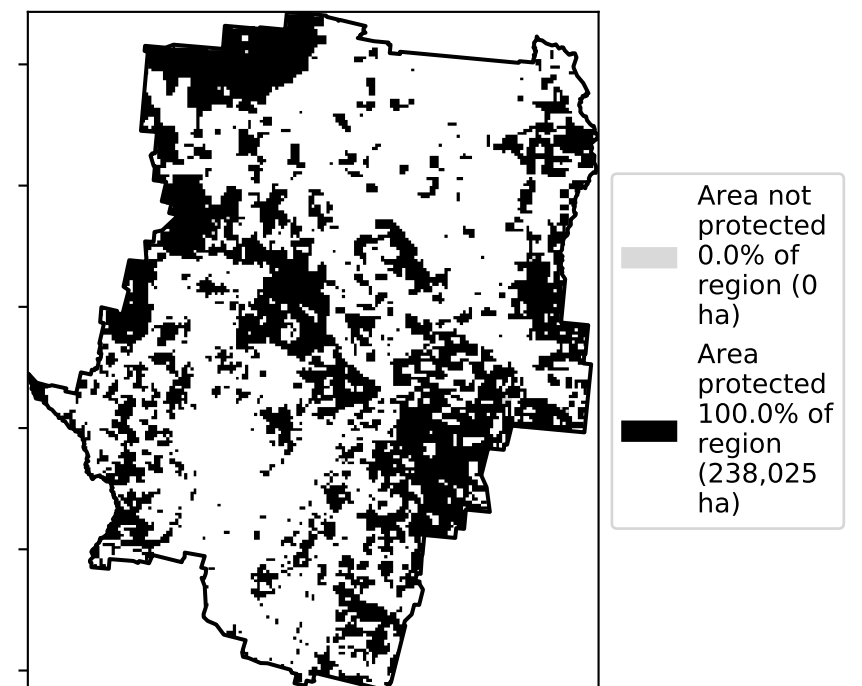 Area not
protected
0.0% of
region (0
ha)
Area
protected
100.0% of
region
(238,025
ha)